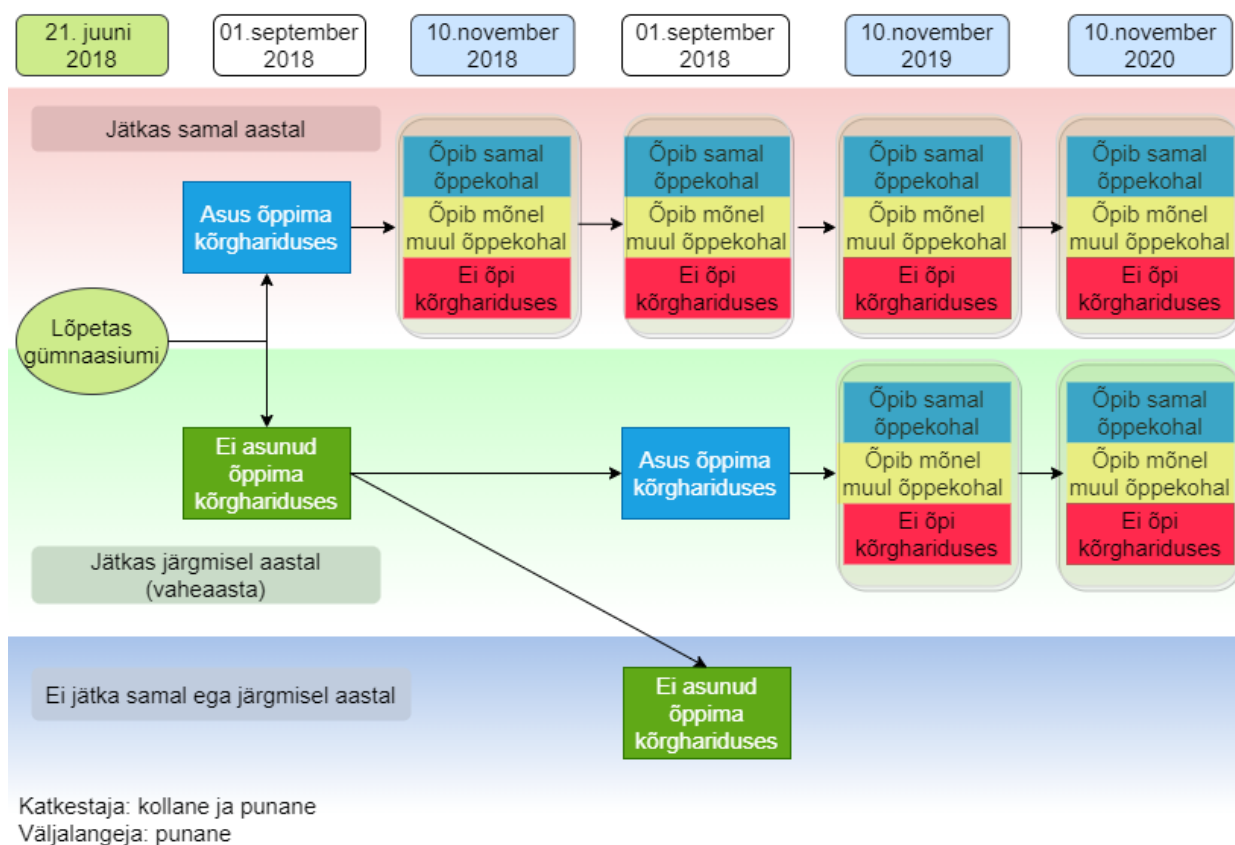 21. juuni
2018
01.september
2018
10.november
2018
01.september
2018
10.november
2019
10.november
2020
Jätkas samal aastal
Asus õppima
kõrghariduses
Õpib samal
õppekohal
Õpib mõnel
muul õppekohal
Ei õpi
kõrghariduses
Õpib samal
õppekohal
Õpib mõnel
muul õppekohal
Ei õpi
kõrghariduses
Õpib samal
õppekohal
Õpib mõnel
muul õppekohal
Ei õpi
kõrghariduses
Õpib samal
õppekohal
Õpib mõnel
muul õppekohal
Ei õpi
kõrghariduses
Lõpetas
gümnaasiumi
Ei asunud
õppima
kõrghariduses
Asus õppima
kõrghariduses
Õpib samal
õppekohal
Õpib mõnel
muul õppekohal
Ei õpi
kõrghariduses
Õpib samal
õppekohal
Õpib mõnel
muul õppekohal
Ei õpi
kõrghariduses
Jätkas järgmisel aastal
(vaheaasta)
Ei jätka samal ega järgmisel aastal
Ei asunud
õppima
kõrghariduses
Katkestaja: kollane ja punane
Väljalangeja: punane